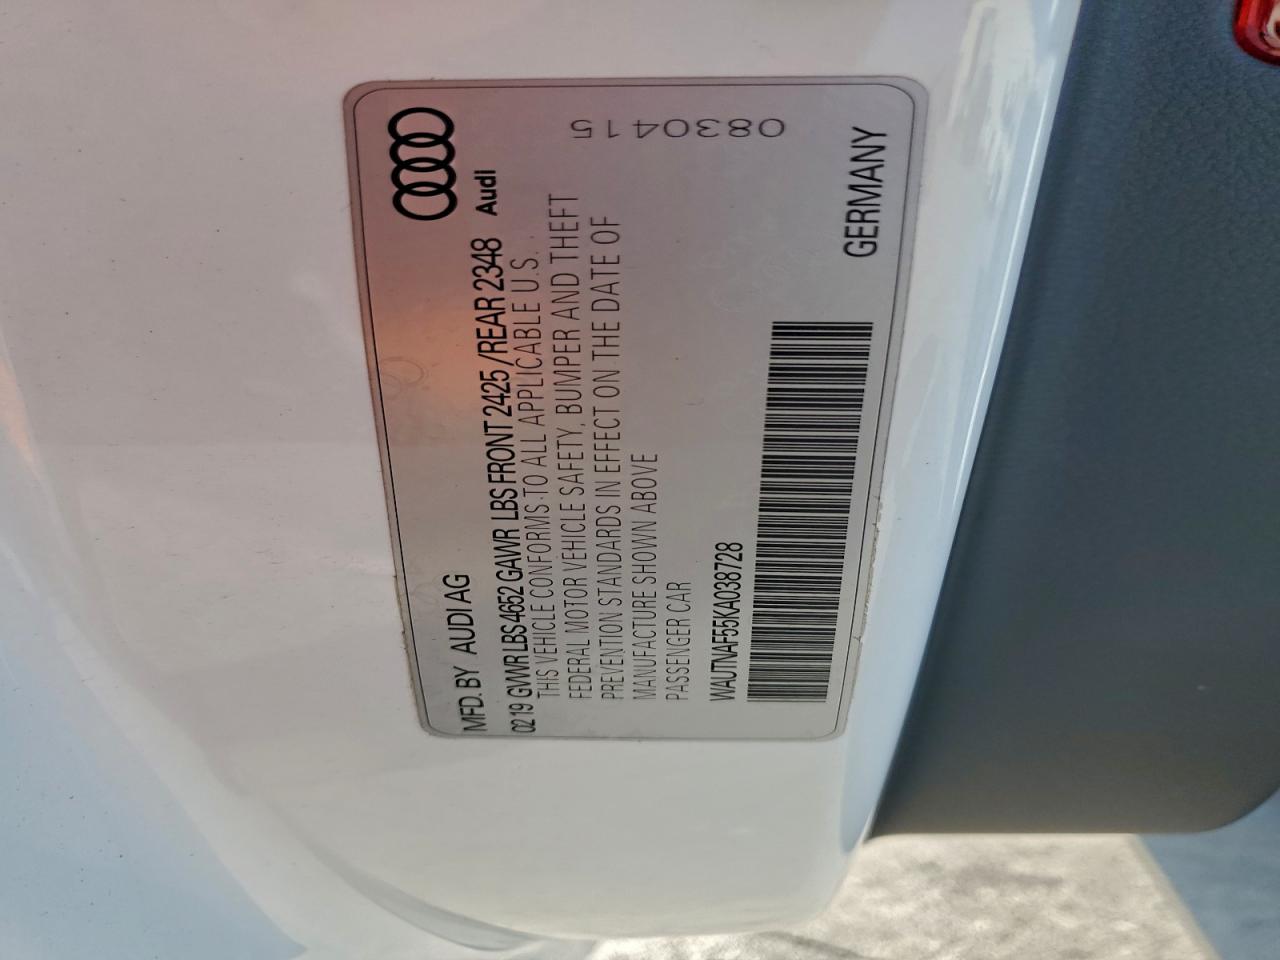 MFD. BY AUDI AG
02 19 GVWR LBS 4652 GAWR LBS FRONT 2425 / REAR 2348 Audi
THIS VEHICLE CONFORMS TO ALL APPLICABLE U.S.
FEDERAL MOTOR VEHICLE SAFETY, BUMPER AND THEFT
PREVENTION STANDARDS IN EFFECT ON THE DATE OF
MANUFACTURE SHOWN ABOVE
PASSENGER CAR
0830415
WAUTNAF55KA038728
GERMANY